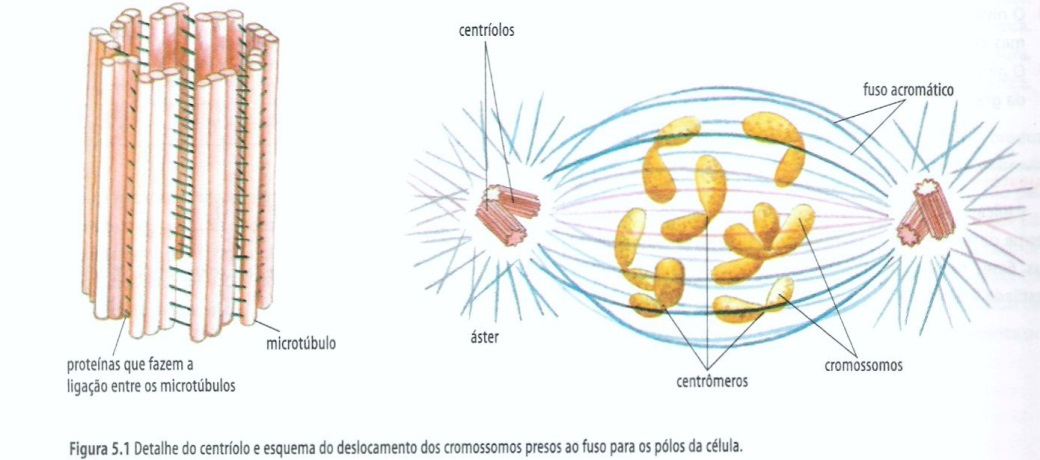 centríolos
fuso acromático
microtúbulo
proteínas que fazem a
ligação entre os microtúbulos
áster
centrômeros
cromossomos
Figura 5.1 Detalhe do centríolo e esquema do deslocamento dos cromossomos presos ao fuso para os pólos da célula.